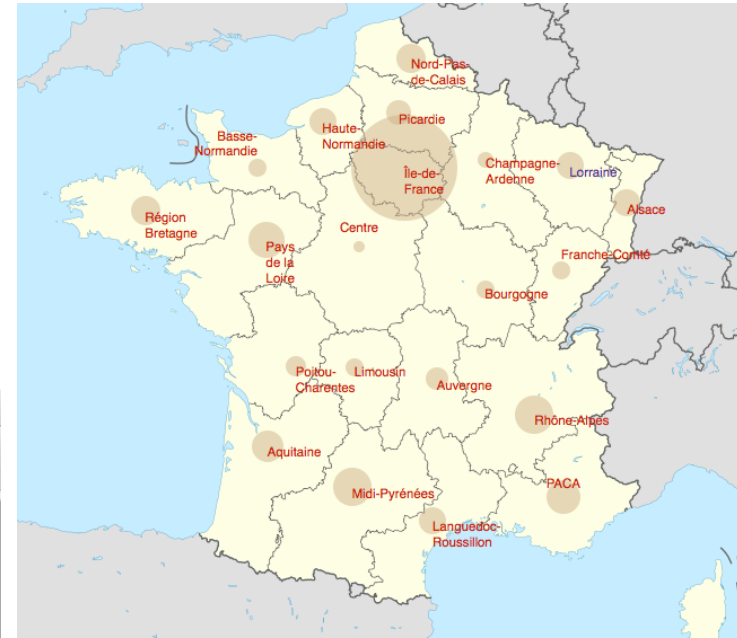 Nord-Pas-
de-Calais
Picardie
Haute-
Normandie
Basse-
Normandie
Île-de-
France
Champagne-
Ardenne
Lorraine
Alsace
Région
Bretagne
Pays
de la
Loire
Centre
Franche-Comté
Bourgogne
Poitou-
Charentes
Limousin
Auvergne
Rhône-Alpes
Aquitaine
Midi-Pyrénées
PACA
Languedoc-
Roussillon